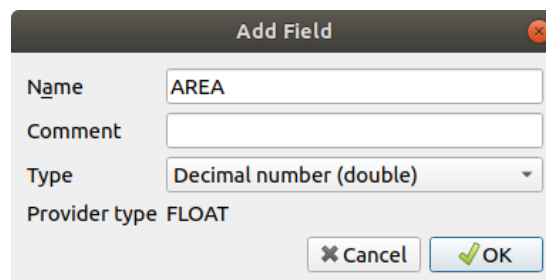 Add Field
Name AREA
Comment
Type Decimal number (double)
Provider type FLOAT
Cancel OK